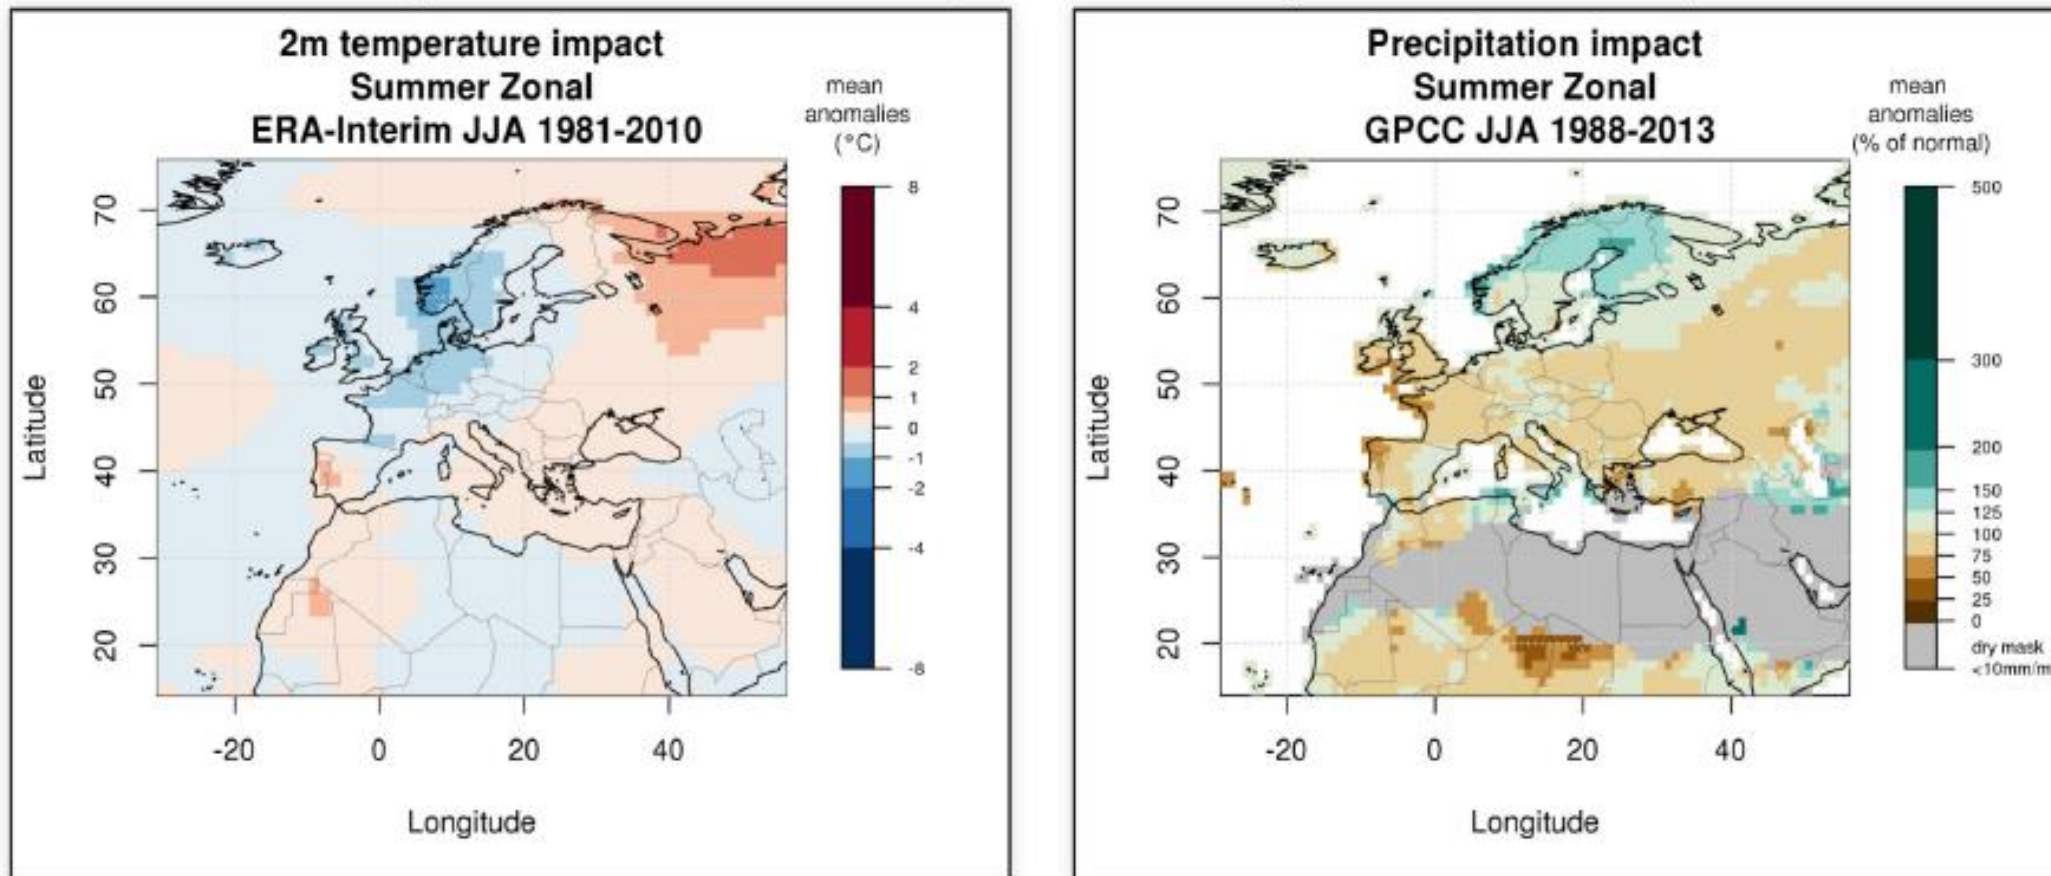 2m temperature impact
Summer Zonal
ERA-Interim JJA 1981-2010
mean
anomalies
(°C)
8
4
2
1
0
-1
-2
-4
-8
Latitude
70
60
50
40
30
20
-20
0
20
40
Longitude
Precipitation impact
Summer Zonal
GPCC JJA 1988-2013
mean
anomalies
(% of normal)
500
300
200
150
125
100
75
50
25
0
dry mask
<10mm/m
Latitude
70
60
50
40
30
20
-20
0
20
40
Longitude